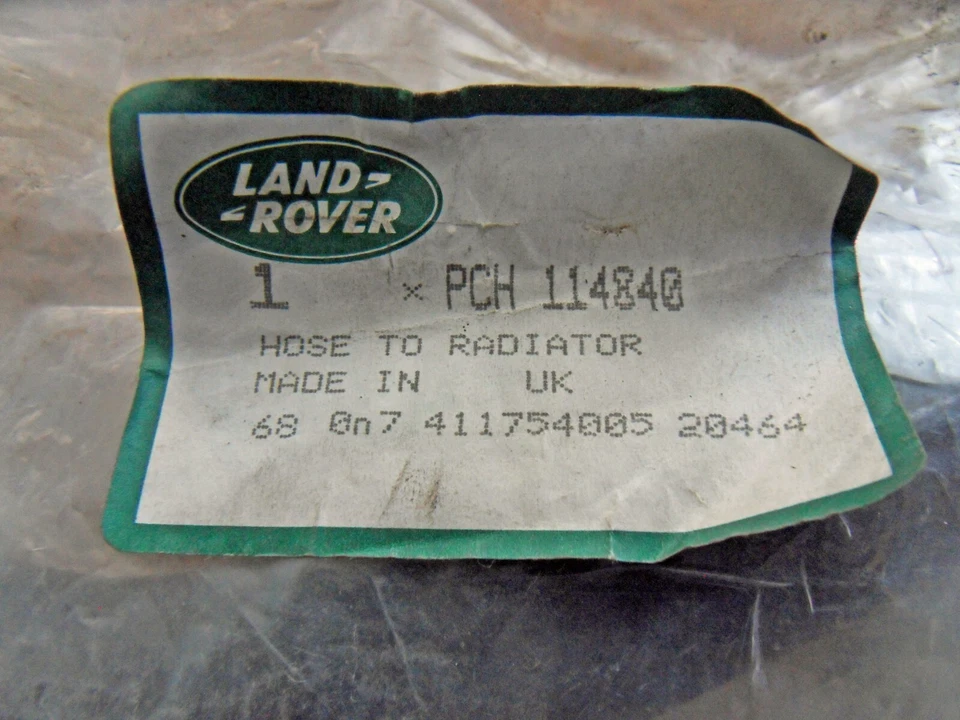 LAND
ROVER
1 × PCH 114840
HOSE TO RADIATOR
MADE IN UK
68 0n7 411754005 20464